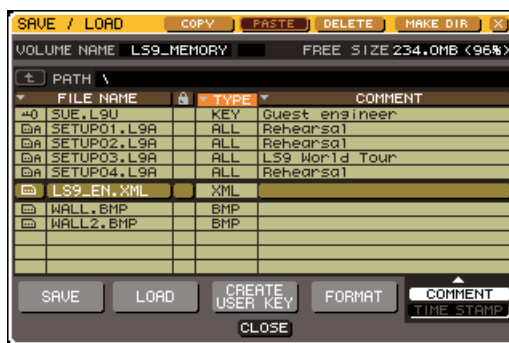 SAVE / LOAD COPY PASTE DELETE MAKE DIR X
VOLUME NAME LS9_MEMORY FREE SIZE 234.0MB (96%)
PATH \
FILE NAME TYPE COMMENT
SUE.L9U KEY Guest engineer
SETUP01.L9A ALL Rehearsal
SETUP02.L9A ALL Rehearsal
SETUP03.L9A ALL LS9 World Tour
SETUP04.L9A ALL Rehearsal
LS9_EN.XML XML
WALL.BMP BMP
WALL2.BMP BMP
SAVE LOAD CREATE USER KEY FORMAT COMMENT
TIME STAMP
CLOSE